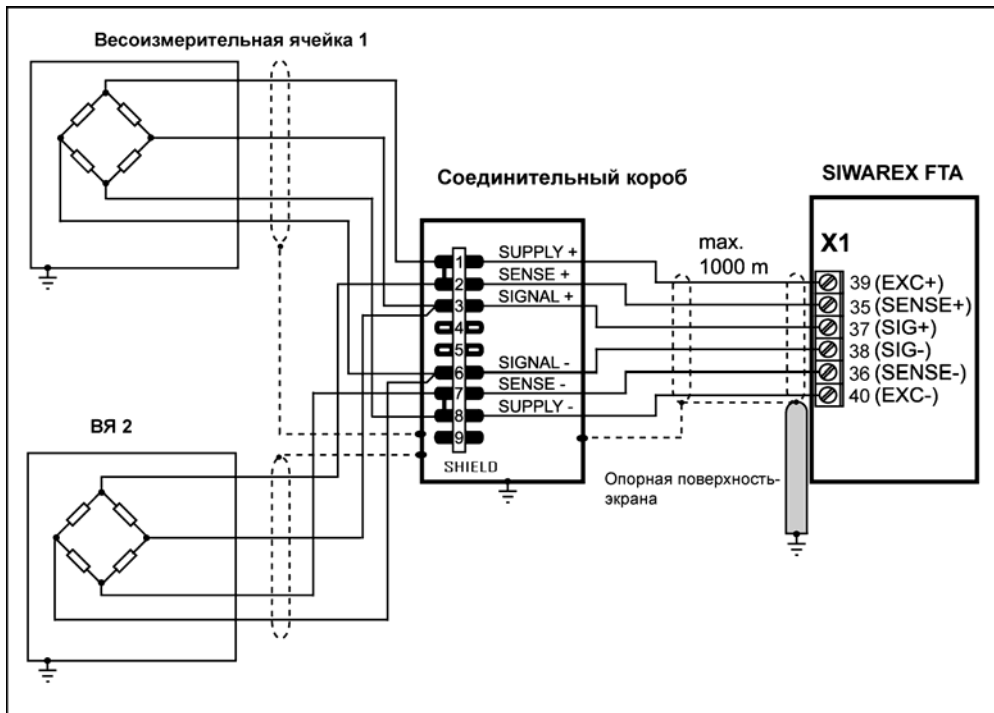 Весоизмерительная ячейка 1
Соединительный короб
SIWAREX FTA
SUPPLY +
SENSE +
SIGNAL +
SIGNAL -
SENSE -
SUPPLY -
1
2
3
4
5
6
7
8
9
SHIELD
max.
1000 m
X1
39 (EXC+)
35 (SENSE+)
37 (SIG+)
38 (SIG-)
36 (SENSE-)
40 (EXC-)
ВЯ 2
Опорная поверхность-
экрана